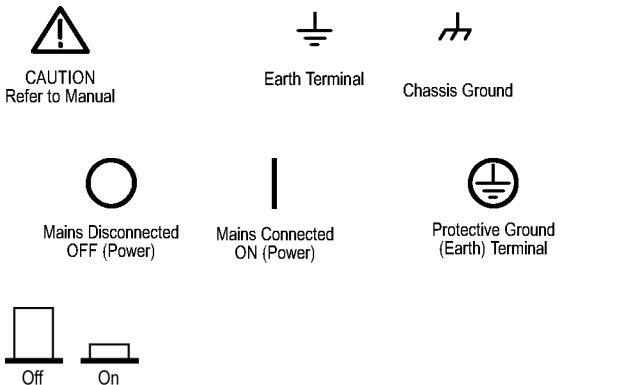 CAUTION
Refer to Manual
Earth Terminal
Chassis Ground
Mains Disconnected
OFF (Power)
Mains Connected
ON (Power)
Protective Ground
(Earth) Terminal
Off
On